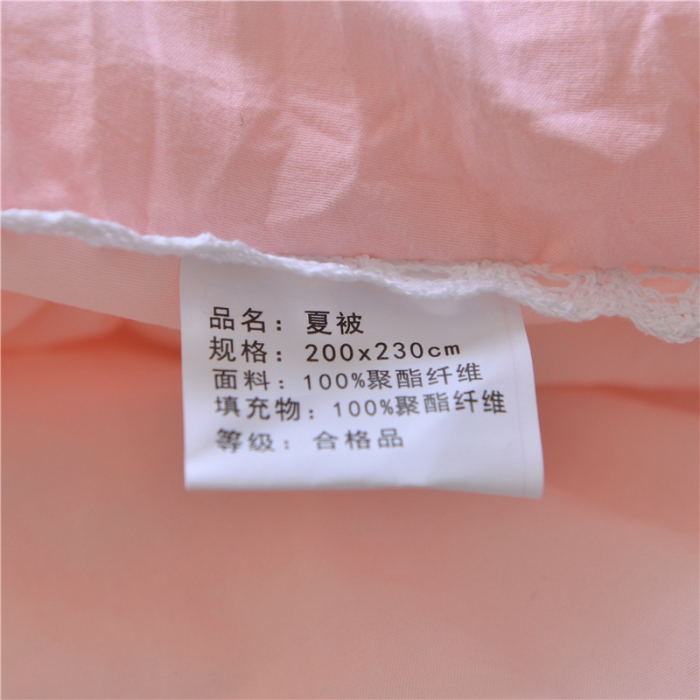 品名：夏被
规格：200x230cm
面料：100%聚酯纤维
填充物：100%聚酯纤维
等级：合格品